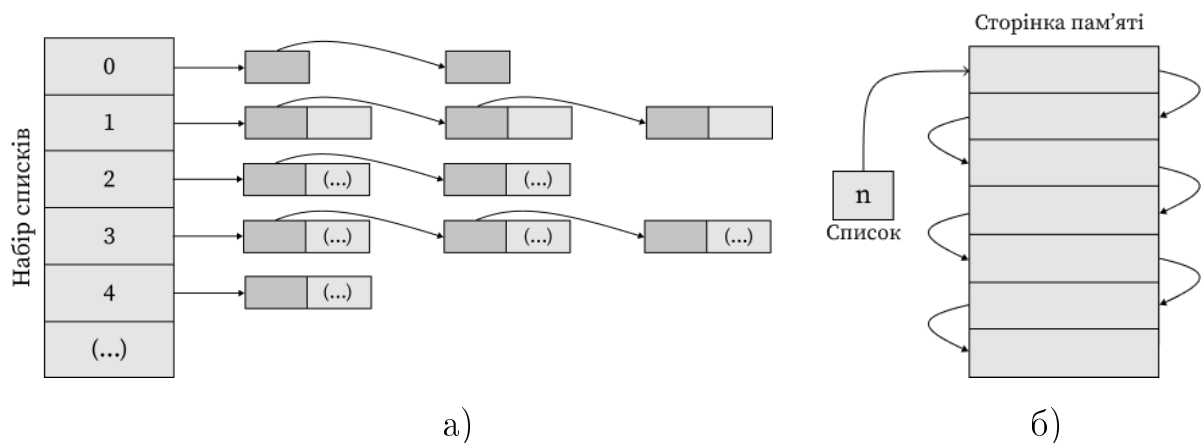 Набір списків
0
1
2
(...)
(...)
3
(...)
(...)
(...)
4
(...)
(...)
а)
Сторінка пам’яті
n
Список
б)